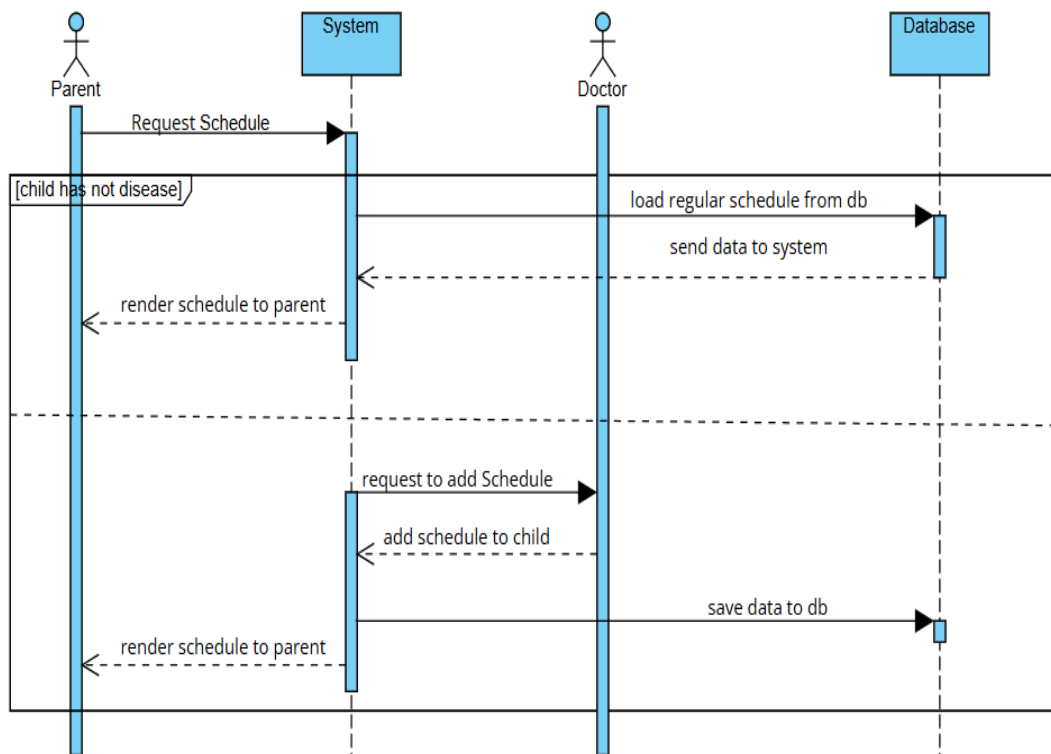 System
Database
Parent
Doctor
Request Schedule
[child has not disease]
load regular schedule from db
send data to system
render schedule to parent
request to add Schedule
add schedule to child
save data to db
render schedule to parent